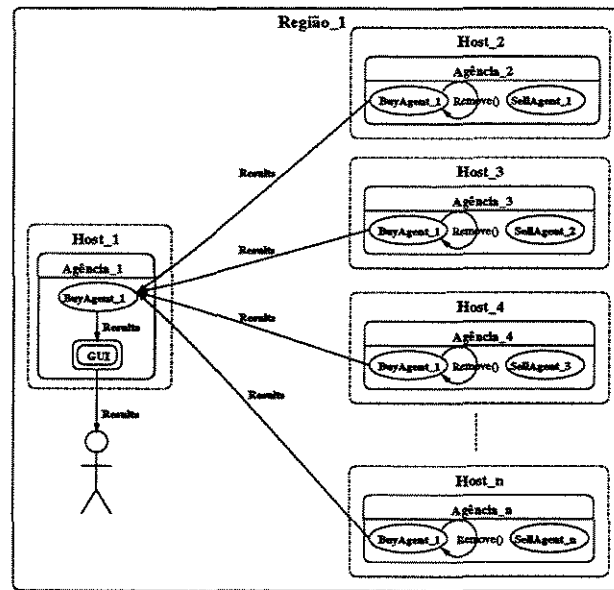 Região_1
Host_2
Agência_2
BuyAgent_1 Remove() SellAgent_1
Results
Host_3
Agência_3
BuyAgent_1 Remove() SellAgent_2
Results
Host_1
Agência_1
BuyAgent_1
Results
GUI
Results
Host_4
Agência_4
BuyAgent_1 Remove() SellAgent_3
Results
Results
Host_n
Agência_n
BuyAgent_1 Remove() SellAgent_n